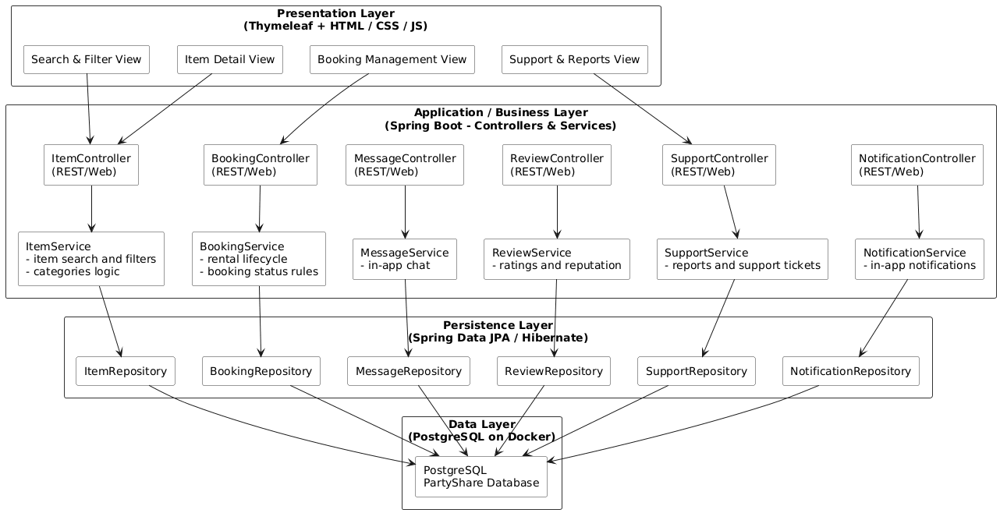 Presentation Layer
(Thymeleaf + HTML / CSS / JS)
Search & Filter View
Item Detail View
Booking Management View
Support & Reports View
Application / Business Layer
(Spring Boot - Controllers & Services)
ItemController
(REST/Web)
BookingController
(REST/Web)
MessageController
(REST/Web)
ReviewController
(REST/Web)
SupportController
(REST/Web)
NotificationController
(REST/Web)
ItemService
- item search and filters
- categories logic
BookingService
- rental lifecycle
- booking status rules
MessageService
- in-app chat
ReviewService
- ratings and reputation
SupportService
- reports and support tickets
NotificationService
- in-app notifications
Persistence Layer
(Spring Data JPA / Hibernate)
ItemRepository
BookingRepository
MessageRepository
ReviewRepository
SupportRepository
NotificationRepository
Data Layer
(PostgreSQL on Docker)
PostgreSQL
PartyShare Database